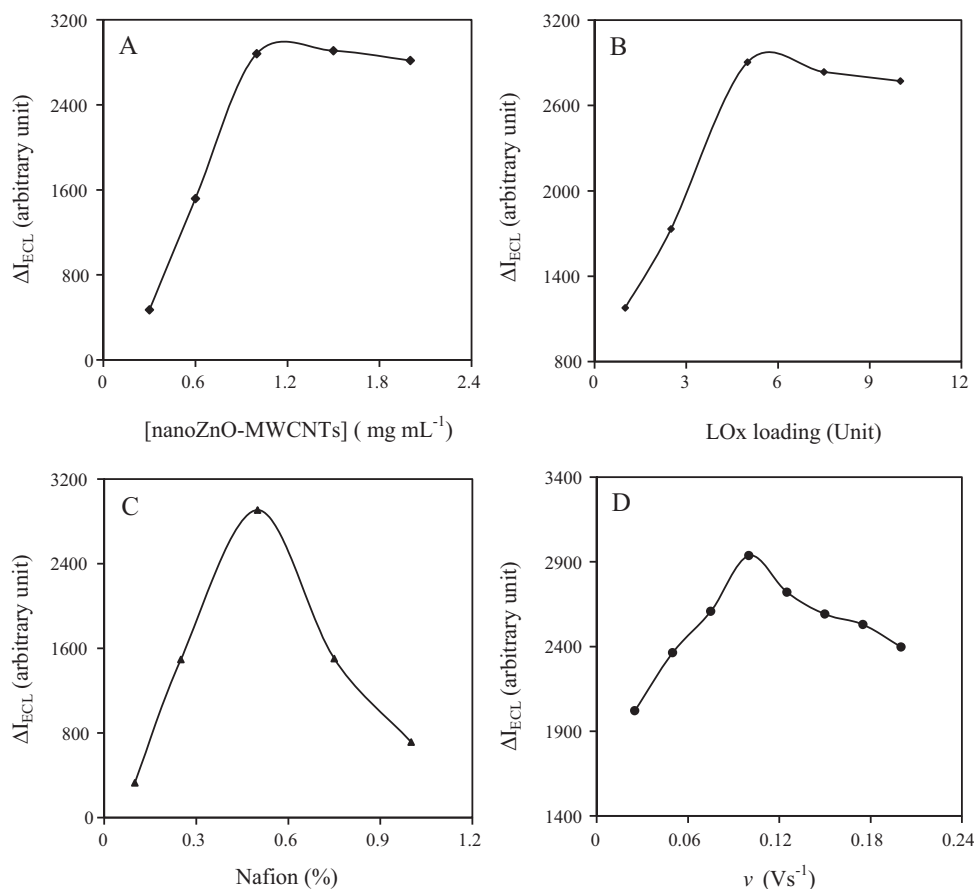 A
ΔI_ECL (arbitrary unit)
3200
2400
1600
800
0
0 0.6 1.2 1.8 2.4
[nanoZnO-MWCNTs] ( mg mL⁻¹)
B
ΔI_ECL (arbitrary unit)
3200
2600
2000
1400
800
0 3 6 9 12
LOx loading (Unit)
C
ΔI_ECL (arbitrary unit)
3200
2400
1600
800
0
0 0.3 0.6 0.9 1.2
Nafion (%)
D
ΔI_ECL (arbitrary unit)
3400
2900
2400
1900
1400
0 0.06 0.12 0.18 0.24
ν (Vs⁻¹)